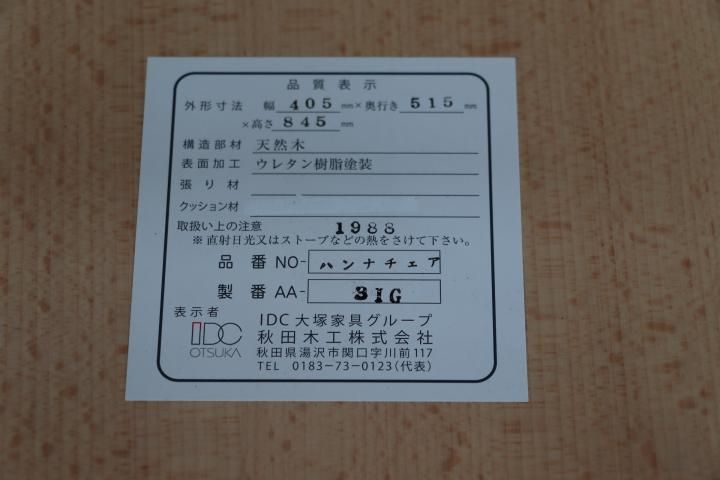 品質表示
外形寸法 幅 405 mm × 奥行き 515 mm
× 高さ 845 mm
構造部材 天然木
表面加工 ウレタン樹脂塗装
張り材
クッション材
取扱い上の注意 1988
※ 直射日光又はストーブなどの熱をさけて下さい。
品番 NO- ハンナチェア
製番 AA- SIG
表示者
IDC OTSUKA
IDC 大塚家具グループ
秋田木工株式会社
秋田県湯沢市関口字川前117
TEL 0183-73-0123(代表)